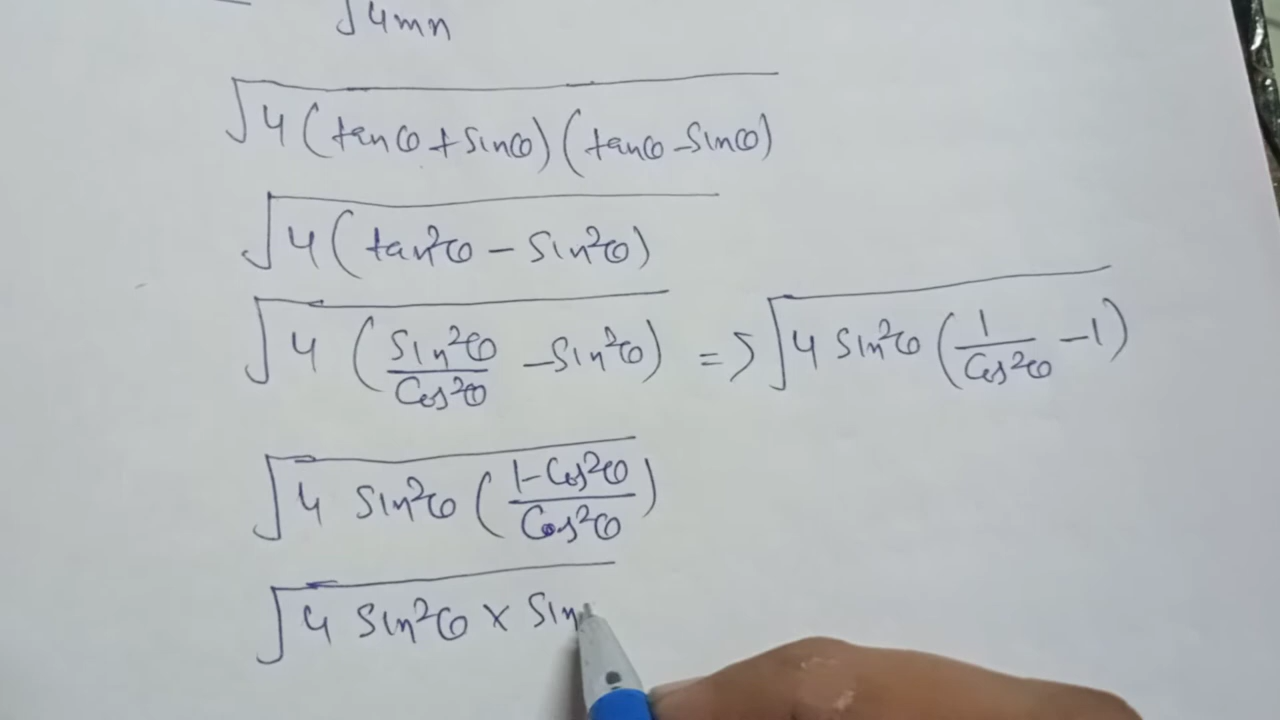 √4mn
√4(tanθ+sinθ)(tanθ-sinθ)
√4(tan²θ - Sin²θ)
√4(Sin²θ/Cos²θ - Sin²θ) => √4 Sin²θ(1/Cos²θ - 1)
√4 Sin²θ(1-Cos²θ/Cos²θ)
√4 Sin²θ × Sin